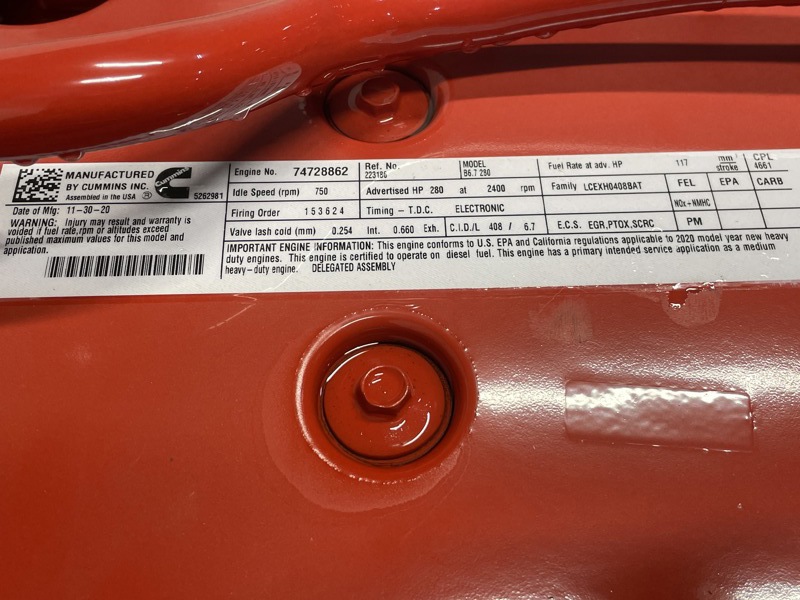 MANUFACTURED
BY CUMMINS INC.
Assembled in the USA ®
Cummins
5262981
Date of Mfg: 11-30-20
WARNING: Injury may result and warranty is
voided if fuel rate,rpm or altitudes exceed
published maximum values for this model and
application.
Engine No. 74728862
Ref. No.
MODEL
B6.7 280
Fuel Rate at adv. HP 117 mm/stroke
CPL
4661
Idle Speed (rpm) 750
Advertised HP 280 at 2400 rpm
Family LCEXH0408BAT
FEL EPA CARB
Firing Order 153624
Timing - T.D.C. ELECTRONIC
NOx+NMHC
Valve lash cold (mm) 0.254 Int. 0.660 Exh.
C.I.D/L 408 / 6.7
E.C.S. EGR,PTOX,SCRC
PM
IMPORTANT ENGINE INFORMATION: This engine conforms to U.S. EPA and California regulations applicable to 2020 model year new heavy
duty engines. This engine is certified to operate on diesel fuel. This engine has a primary intended service application as a medium
heavy-duty engine. DELEGATED ASSEMBLY